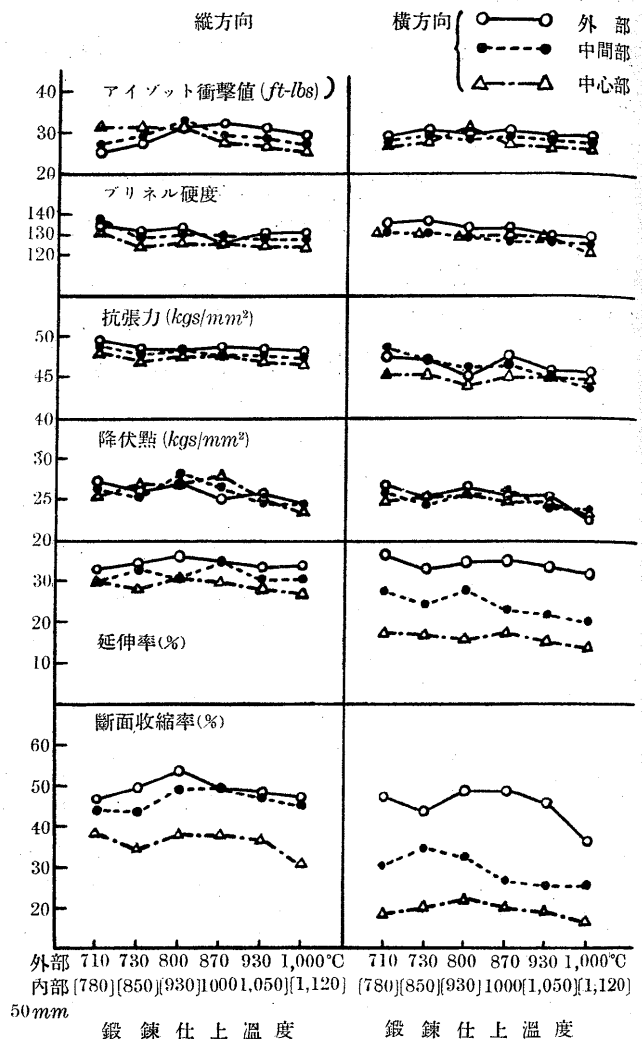 縱方向
橫方向
外部
中間部
中心部
アイゾット衝擊値(ft-lbs)
40
30
20
ブリネル硬度
140
130
120
抗張力(kgs/mm²)
50
45
40
降伏點(kgs/mm²)
30
25
20
30
20
延伸率(%)
10
斷面收縮率(%)
60
50
40
30
20
外部 710 730 800 870 930 1,000℃ 710 730 800 870 930 1,000℃
內部 [780] [850] [930] 1000 1,050] [1,120] [780] [850] [930] 1000 [1,050] [1,120]
50mm
鍛鍊仕上溫度 鍛鍊仕上溫度